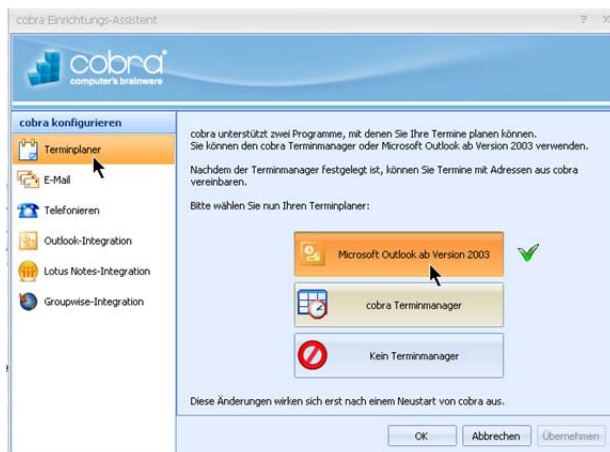 cobra Einrichtungs-Assistent
cobra
computer's brainware
cobra konfigurieren
Terminplaner
E-Mail
Telefonieren
Outlook-Integration
Lotus Notes-Integration
Groupwise-Integration
cobra unterstützt zwei Programme, mit denen Sie Ihre Termine planen können.
Sie können den cobra Terminmanager oder Microsoft Outlook ab Version 2003 verwenden.
Nachdem der Terminmanager festgelegt ist, können Sie Termine mit Adressen aus cobra
vereinbaren.
Bitte wählen Sie nun Ihren Terminplaner:
Microsoft Outlook ab Version 2003
cobra Terminmanager
Kein Terminmanager
Diese Änderungen wirken sich erst nach einem Neustart von cobra aus.
OK
Abbrechen
Übernehmen